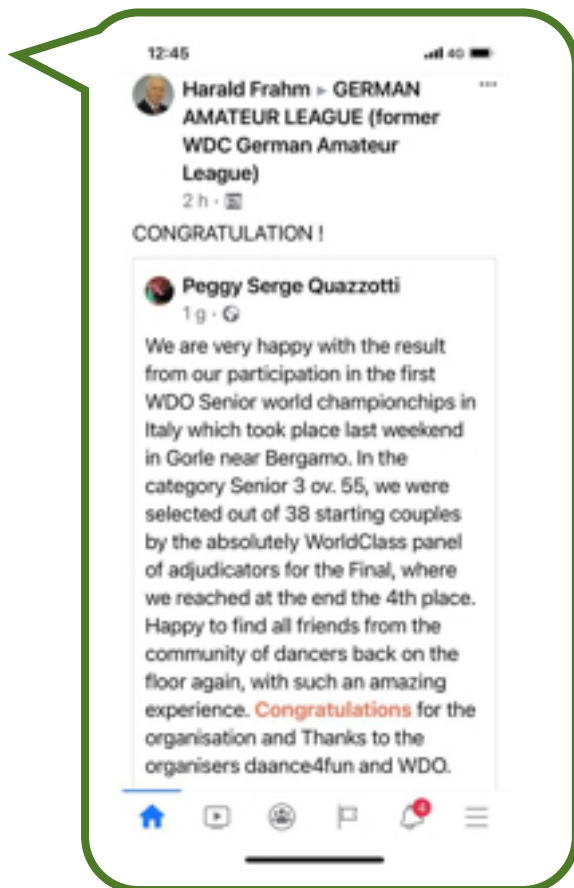 12:45
4G
Harald Frahm ▸ GERMAN
AMATEUR LEAGUE (former
WDC German Amateur
League)
2 h ·
CONGRATULATION !
Peggy Serge Quazzotti
1 g ·
We are very happy with the result
from our participation in the first
WDO Senior world championchips in
Italy which took place last weekend
in Gorle near Bergamo. In the
category Senior 3 ov. 55, we were
selected out of 38 starting couples
by the absolutely WorldClass panel
of adjudicators for the Final, where
we reached at the end the 4th place.
Happy to find all friends from the
community of dancers back on the
floor again, with such an amazing
experience. Congratulations for the
organisation and Thanks to the
organisers daance4fun and WDO.
4